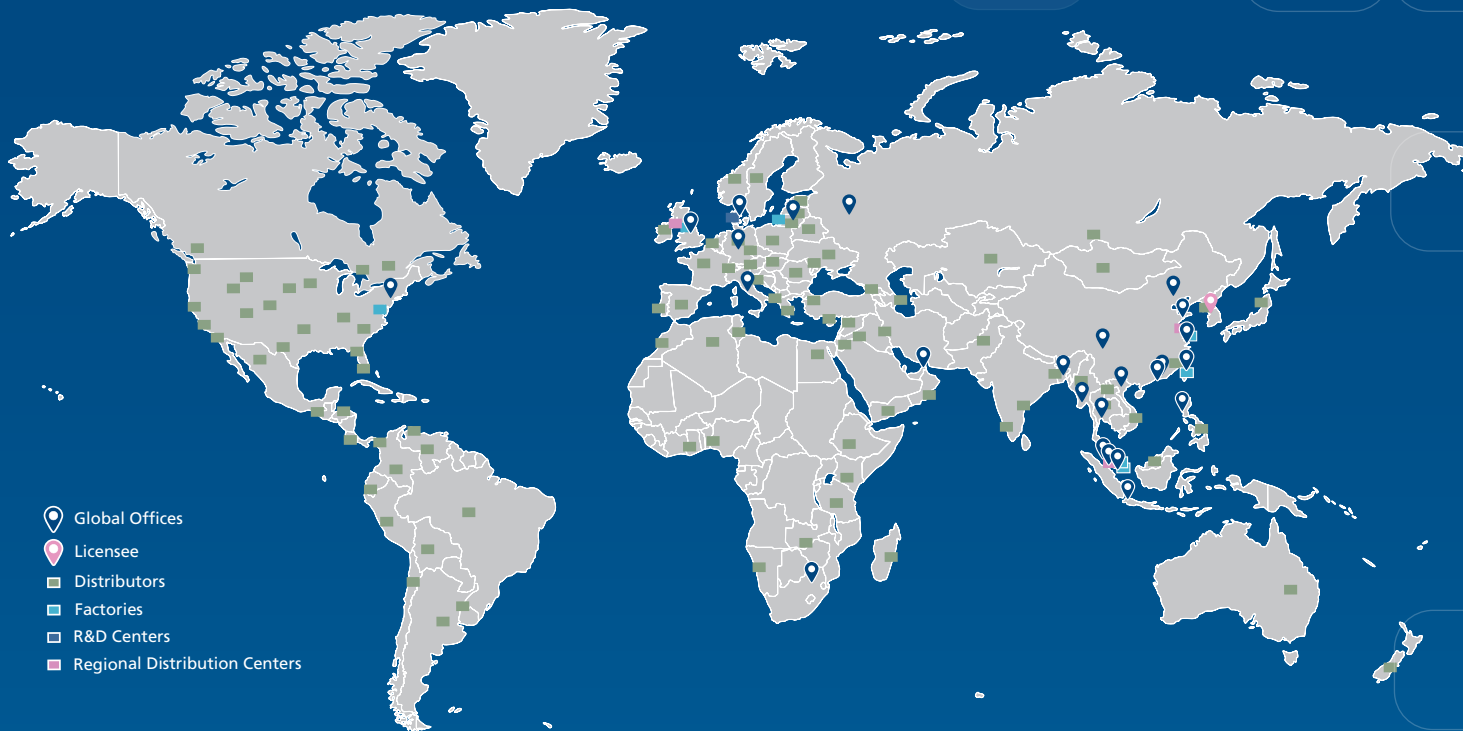 Global Offices
Licensee
Distributors
Factories
R&D Centers
Regional Distribution Centers